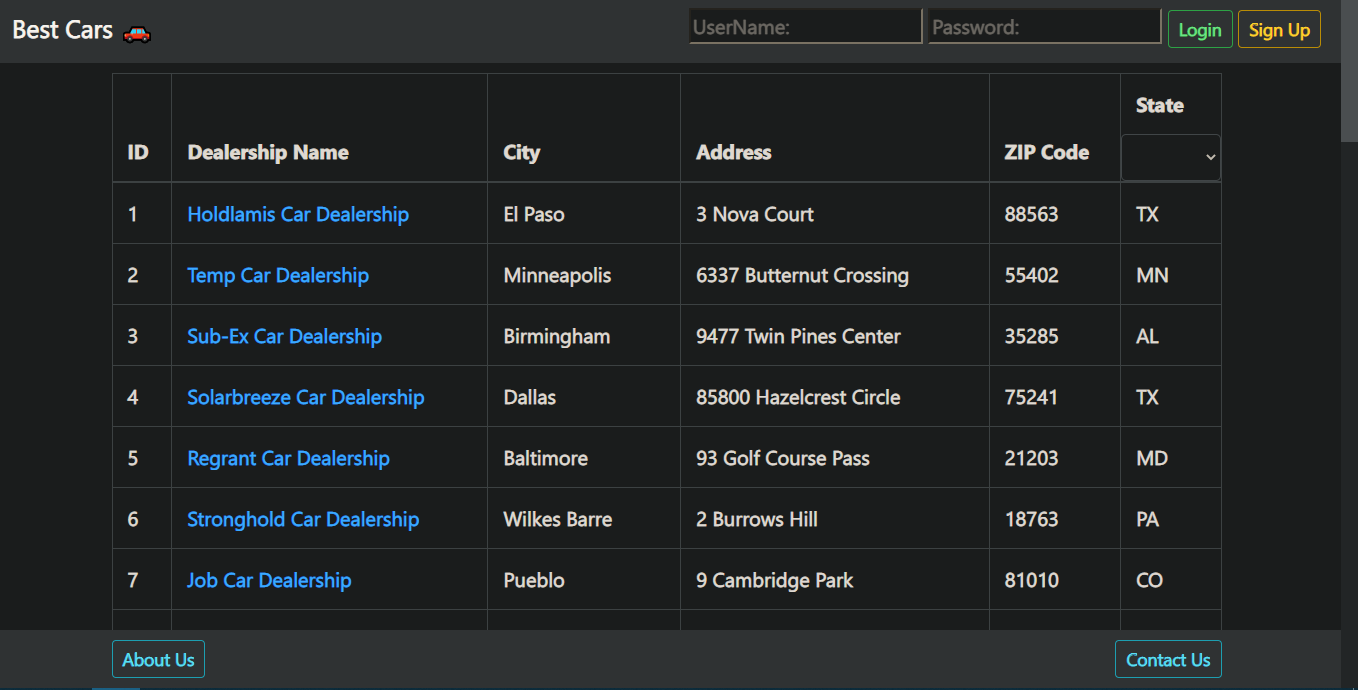 Best Cars 🚗 UserName: Password: Login Sign Up
State
ID Dealership Name City Address ZIP Code
1 Holdlamis Car Dealership El Paso 3 Nova Court 88563 TX
2 Temp Car Dealership Minneapolis 6337 Butternut Crossing 55402 MN
3 Sub-Ex Car Dealership Birmingham 9477 Twin Pines Center 35285 AL
4 Solarbreeze Car Dealership Dallas 85800 Hazelcrest Circle 75241 TX
5 Regrant Car Dealership Baltimore 93 Golf Course Pass 21203 MD
6 Stronghold Car Dealership Wilkes Barre 2 Burrows Hill 18763 PA
7 Job Car Dealership Pueblo 9 Cambridge Park 81010 CO
About Us Contact Us